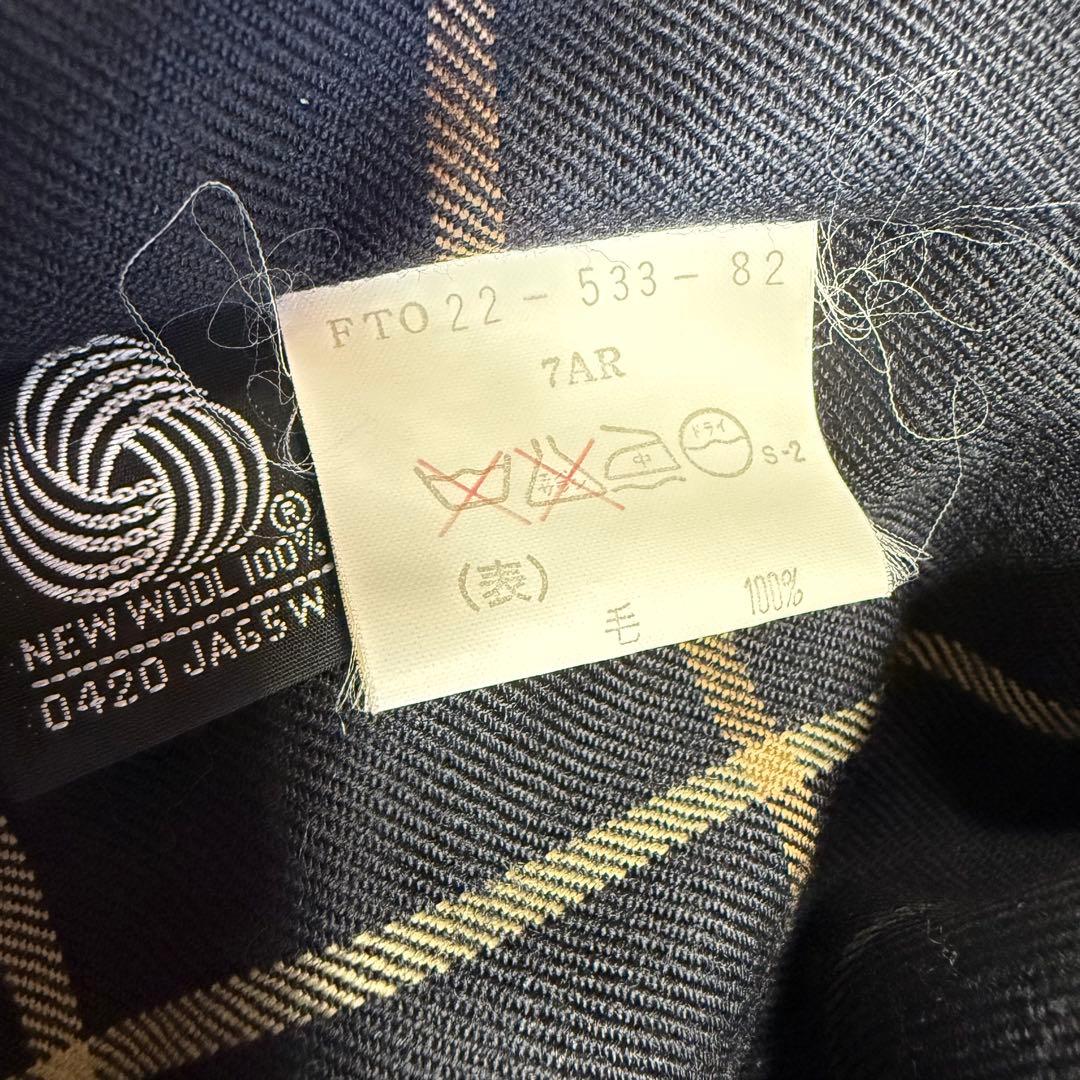 FTO22-533-82
7AR
中
ドライ
S-2
(表)
毛 100%
®
NEW WOOL 100%
0420 JA65W